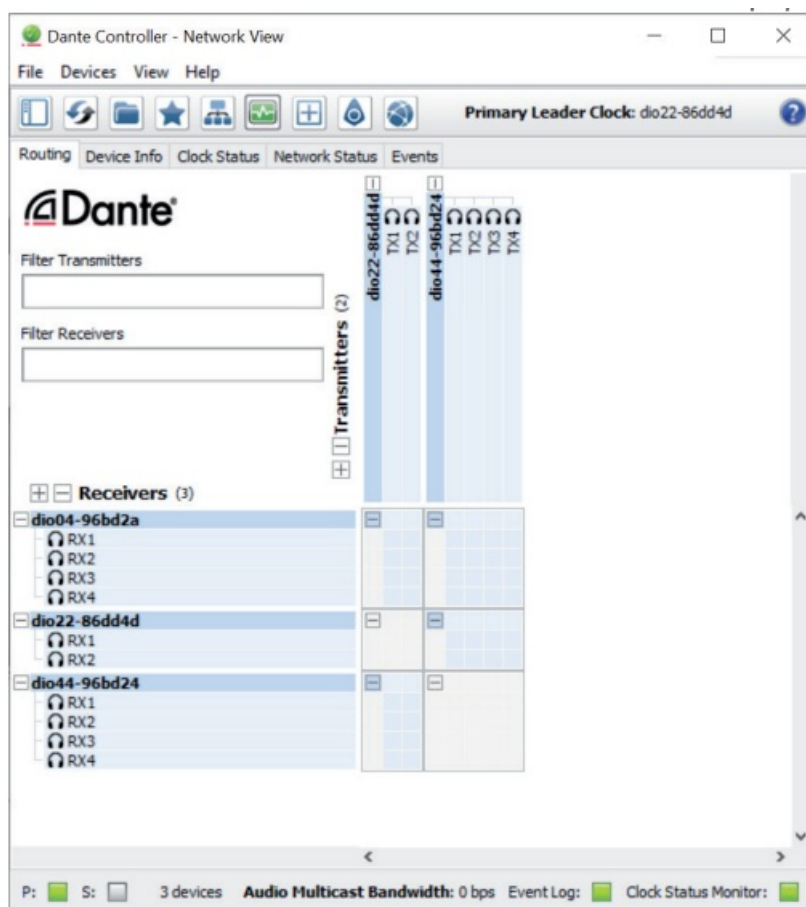 Dante Controller - Network View
File Devices View Help
Primary Leader Clock: dio22-86dd4d
Routing Device Info Clock Status Network Status Events
Dante®
Filter Transmitters
Filter Receivers
Transmitters (2)
dio22-86dd4d
TX1
TX2
dio44-96bd24
TX1
TX2
TX3
TX4
Receivers (3)
dio04-96bd2a
RX1
RX2
RX3
RX4
dio22-86dd4d
RX1
RX2
dio44-96bd24
RX1
RX2
RX3
RX4
P: S: 3 devices Audio Multicast Bandwidth: 0 bps Event Log: Clock Status Monitor: